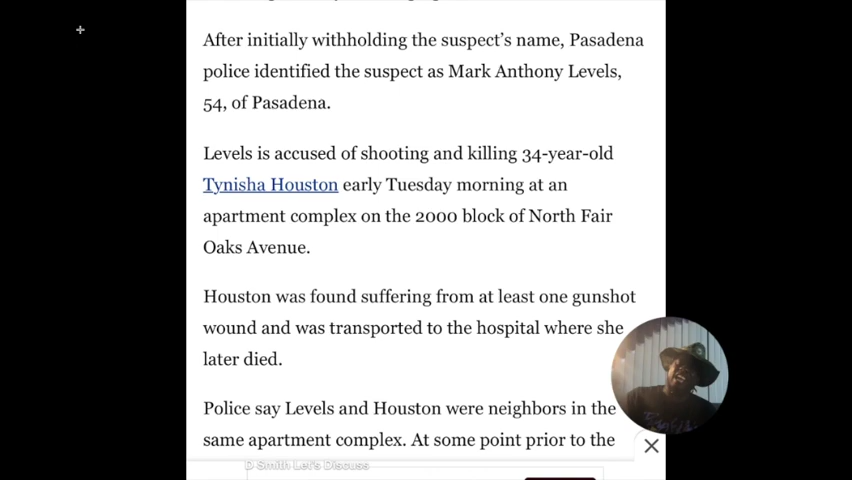 After initially withholding the suspect's name, Pasadena
police identified the suspect as Mark Anthony Levels,
54, of Pasadena.
Levels is accused of shooting and killing 34-year-old
Tynisha Houston early Tuesday morning at an
apartment complex on the 2000 block of North Fair
Oaks Avenue.
Houston was found suffering from at least one gunshot
wound and was transported to the hospital where she
later died.
Police say Levels and Houston were neighbors in the
same apartment complex. At some point prior to the
D Smith Let's Discuss